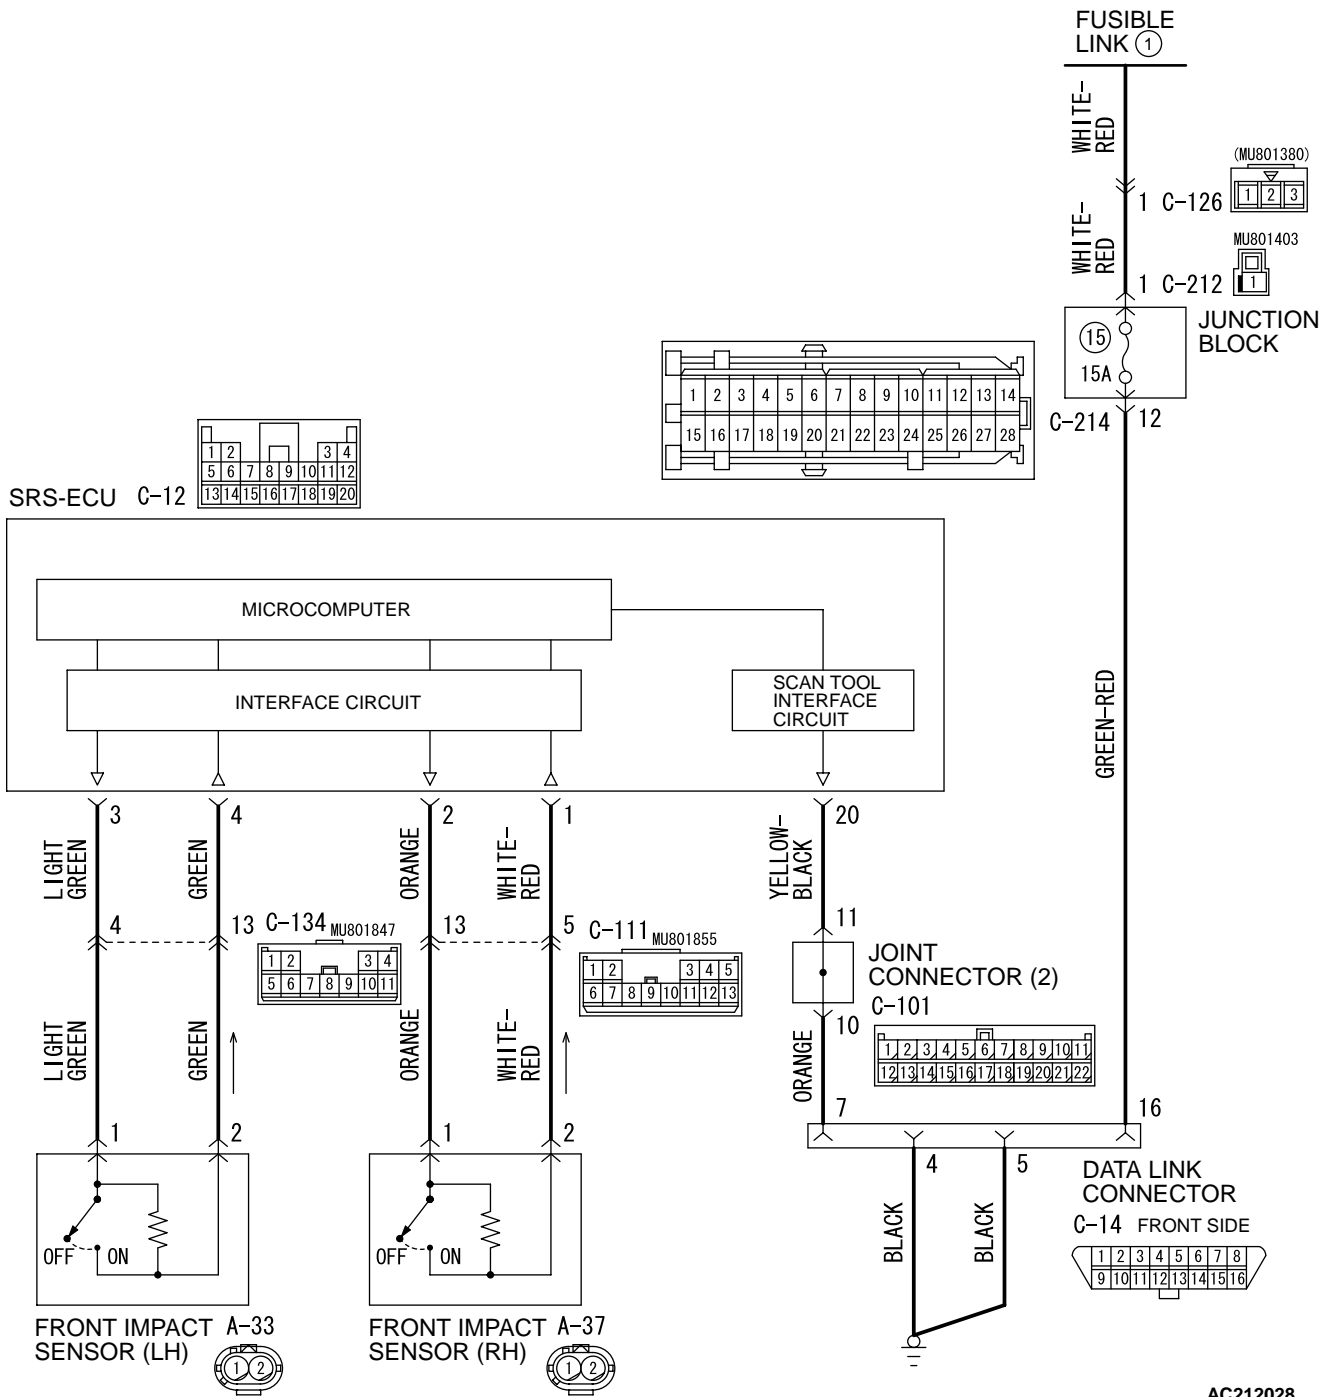 FUSIBLE
LINK ①
WHITE-
RED
(MU801380)
1 C-126
1 2 3
WHITE-
RED
MU801403
1 C-212
1
JUNCTION
BLOCK
15
15A
C-214 12
1 2 3 4 5 6 7 8 9 10 11 12 13 14
15 16 17 18 19 20 21 22 23 24 25 26 27 28
SRS-ECU C-12
1 2 3 4
5 6 7 8 9 10 11 12
13 14 15 16 17 18 19 20
MICROCOMPUTER
INTERFACE CIRCUIT
SCAN TOOL
INTERFACE
CIRCUIT
GREEN-RED
3 4 2 1 20
LIGHT
GREEN
GREEN
ORANGE
WHITE-
RED
YELLOW-
BLACK
4 13 C-134 MU801847
1 2 3 4
5 6 7 8 9 10 11
13 5 C-111 MU801855
1 2 3 4 5
6 7 8 9 10 11 12 13
11
JOINT
CONNECTOR (2)
C-101
10
1 2 3 4 5 6 7 8 9 10 11
12 13 14 15 16 17 18 19 20 21 22
LIGHT
GREEN
GREEN
ORANGE
WHITE-
RED
ORANGE
1 2 1 2 7 16
4 5
BLACK
BLACK
DATA LINK
CONNECTOR
C-14 FRONT SIDE
1 2 3 4 5 6 7 8
9 10 11 12 13 14 15 16
OFF ON
OFF ON
FRONT IMPACT A-33
SENSOR (LH)
1 2
FRONT IMPACT A-37
SENSOR (RH)
1 2
AC212028